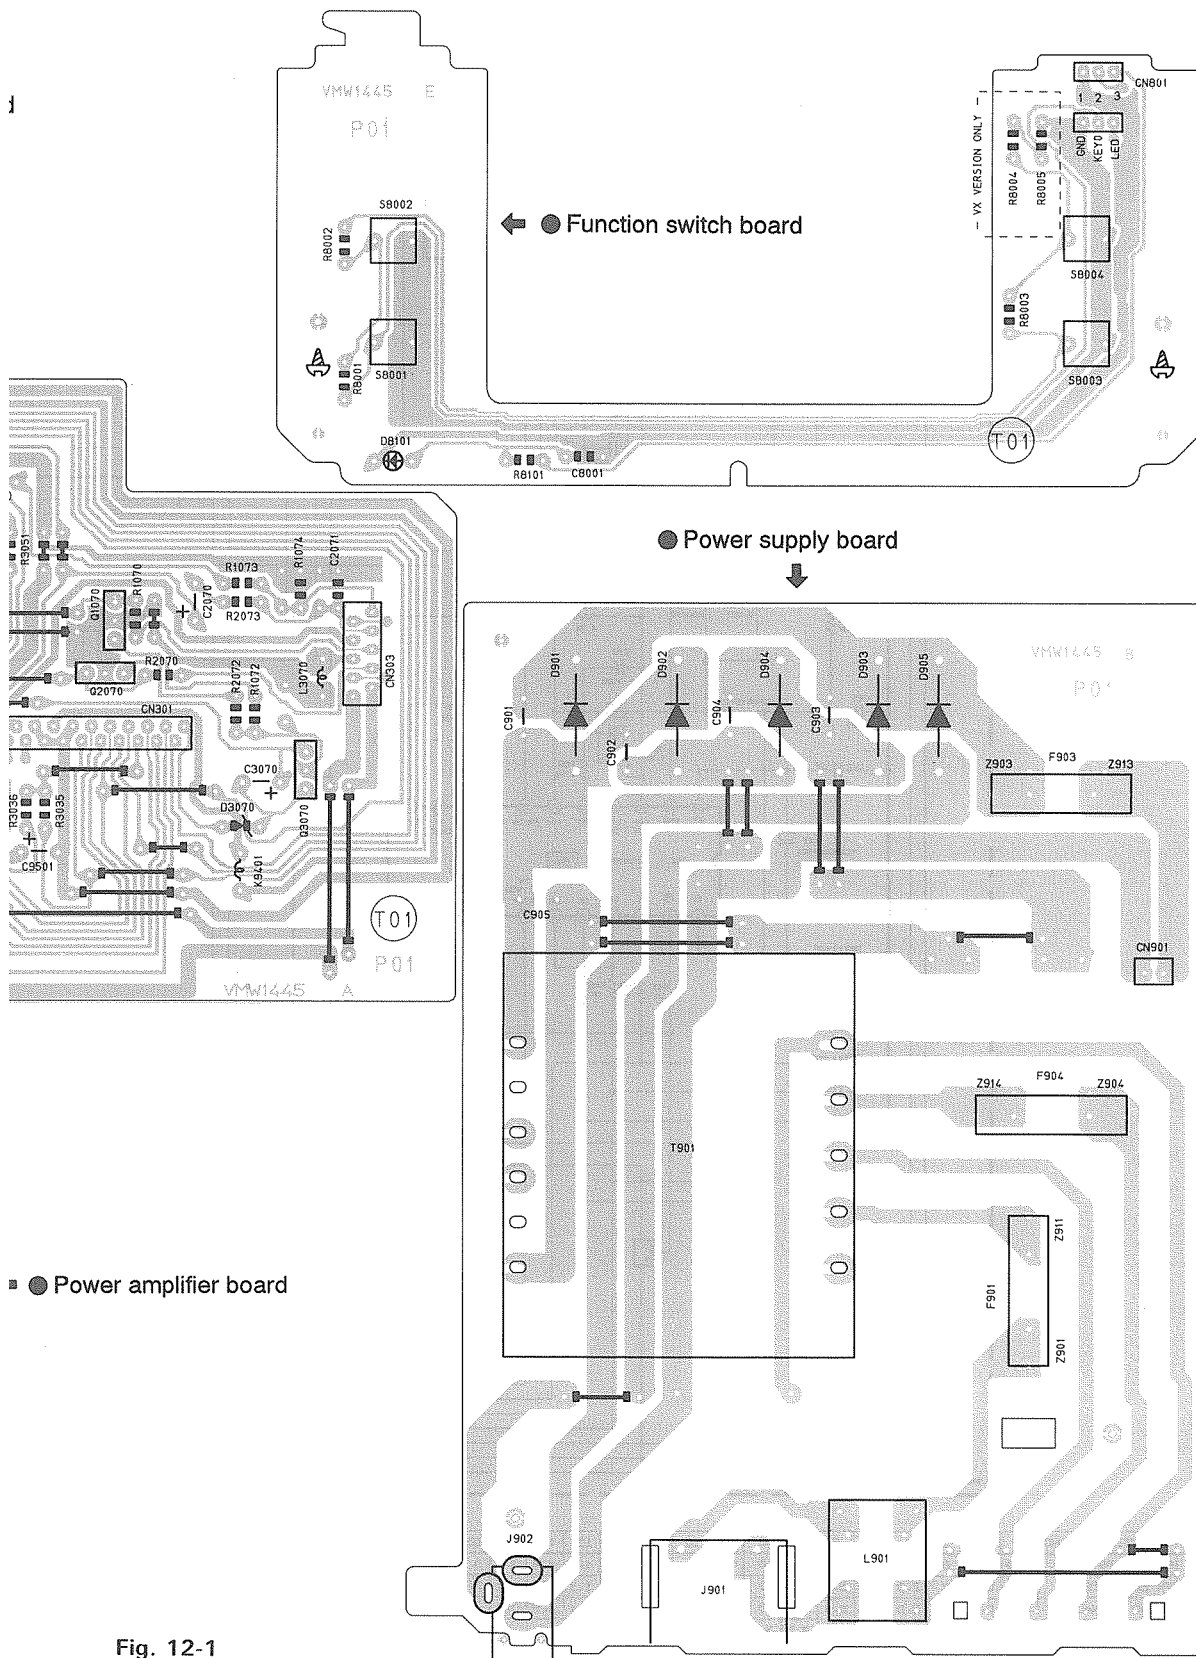 d
VMW1445 E
P01
CN801
1 2 3
GND
KEY0
LED
VX VERSION ONLY
R8004
R8005
S8002
R8002
Function switch board
S8004
R8003
S8001
R8001
S8003
D8101
R8101
C8001
T01
Power supply board
R3051
R1070
Q1070
C2070
R1073
R2073
R1074
C2071
R2070
Q2070
R2072
R1072
L3070
CN303
CN301
C3070
D3070
Q3070
R3036
R3035
C9501
K9401
T01
P01
VMW1445 A
D901
D902
D904
D903
D905
VMW1445 B
P01
C901
C902
C904
C903
Z903
F903
Z913
C905
CN901
Z914
F904
Z904
T901
Z911
F901
Z901
Power amplifier board
J902
J901
L901
Fig. 12-1